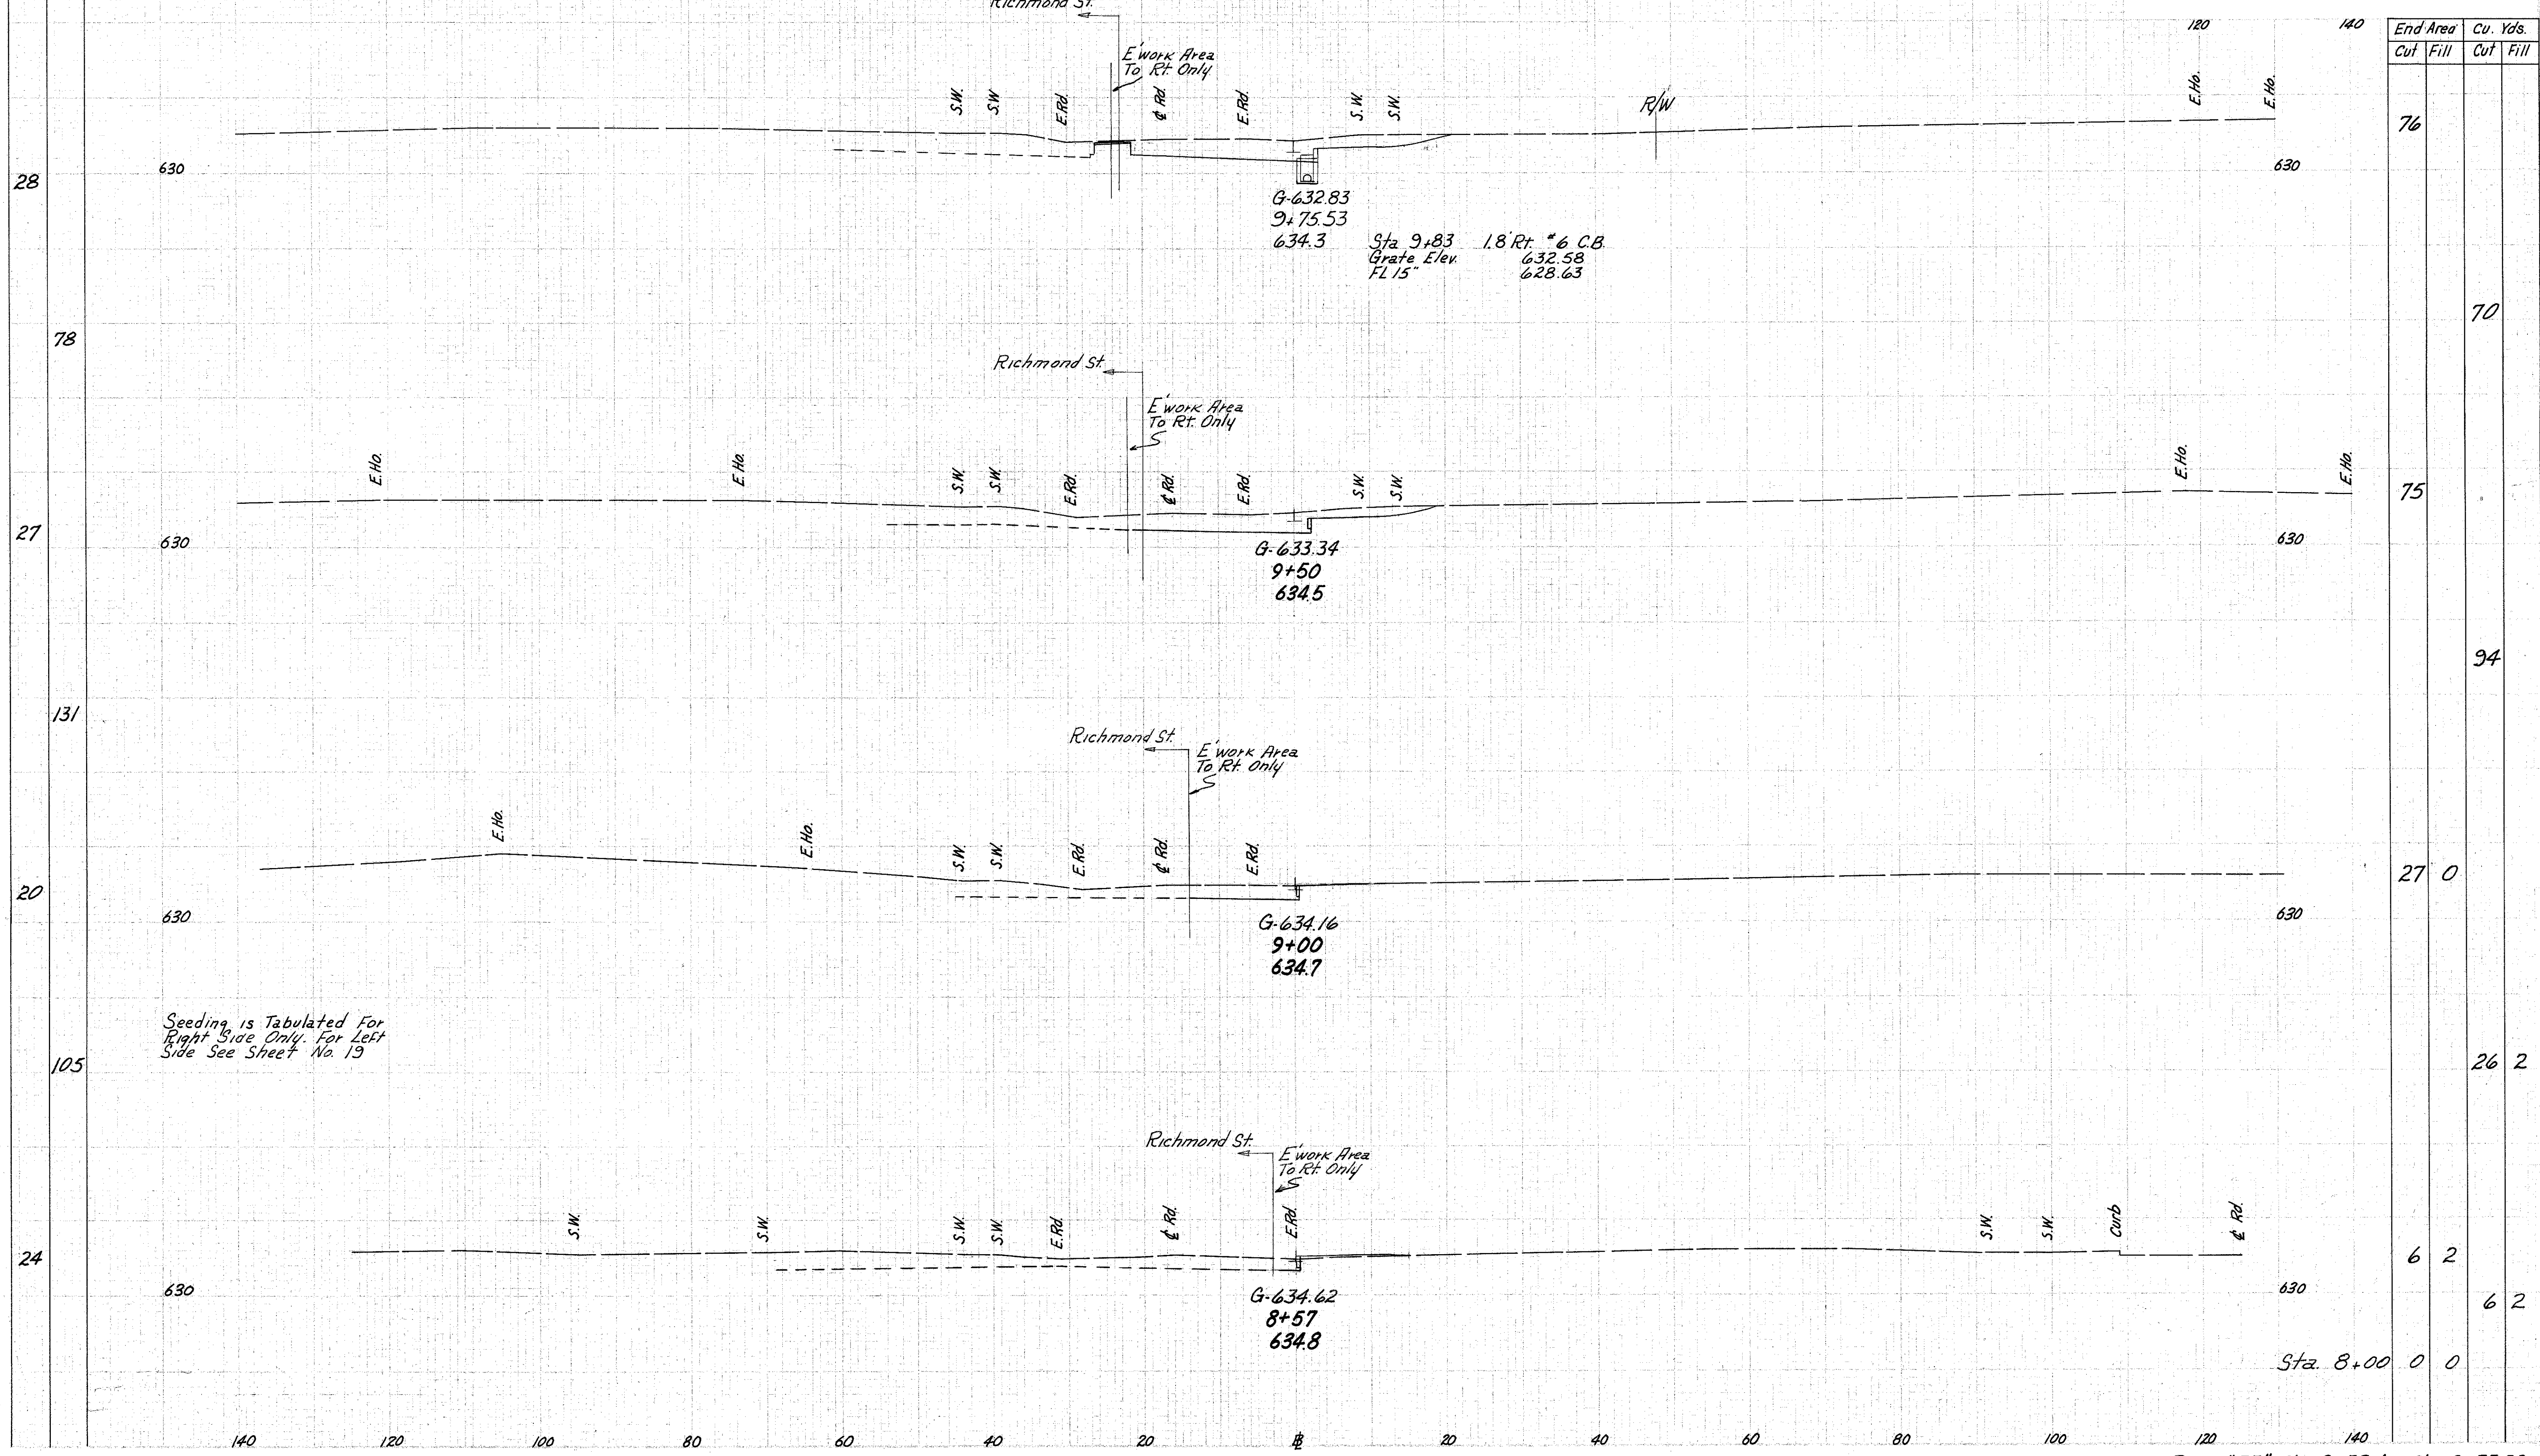 Richmond St.
120 140
End Area Cu. Yds.
Cut Fill Cut Fill
E'work Area
To Rt. Only
S.W. S.W. E.Rd. ℄ Rd. E.Rd. S.W. S.W. R/W E.Ho. E.Ho.
76
28 630 630
G-632.83
9+75.53
634.3
Sta 9+83 1.8' Rt. #6 C.B.
Grate Elev. 632.58
FL 15" 628.63
70
78
Richmond St.
E'work Area
To Rt. Only
E.Ho. E.Ho. S.W. S.W. E.Rd. ℄ Rd. E.Rd. S.W. S.W. E.Ho. E.Ho.
75
27 630 630
G-633.34
9+50
634.5
94
131
Richmond St.
E'work Area
To Rt. Only
E.Ho. E.Ho. S.W. S.W. E.Rd. ℄ Rd. E.Rd.
27 0
20 630 630
G-634.16
9+00
634.7
Seeding is Tabulated For
Right Side Only. For Left
Side See Sheet No. 19
105 26 2
Richmond St.
E'work Area
To Rt. Only
S.W. S.W. S.W. S.W. E.Rd. ℄ Rd. E.Rd. S.W. S.W. Curb ℄ Rd.
24 6 2
630 630
G-634.62
8+57
634.8
6 2
Sta. 8+00 0 0
140 120 100 80 60 40 20 20 40 60 80 100 120 140